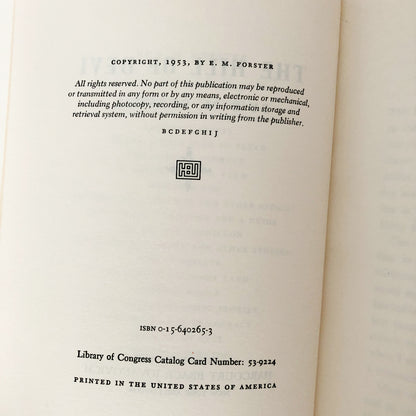 COPYRIGHT, 1953, BY E. M. FORSTER
All rights reserved. No part of this publication may be reproduced
or transmitted in any form or by any means, electronic or mechanical,
including photocopy, recording, or any information storage and
retrieval system, without permission in writing from the publisher.
B C D E F G H I J
ISBN 0-15-640265-3
Library of Congress Catalog Card Number: 53-9224
PRINTED IN THE UNITED STATES OF AMERICA